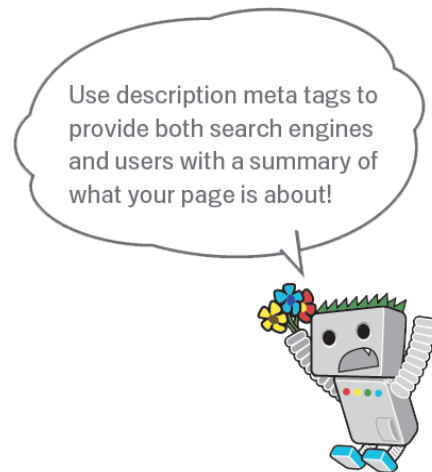 Use description meta tags to
provide both search engines
and users with a summary of
what your page is about!